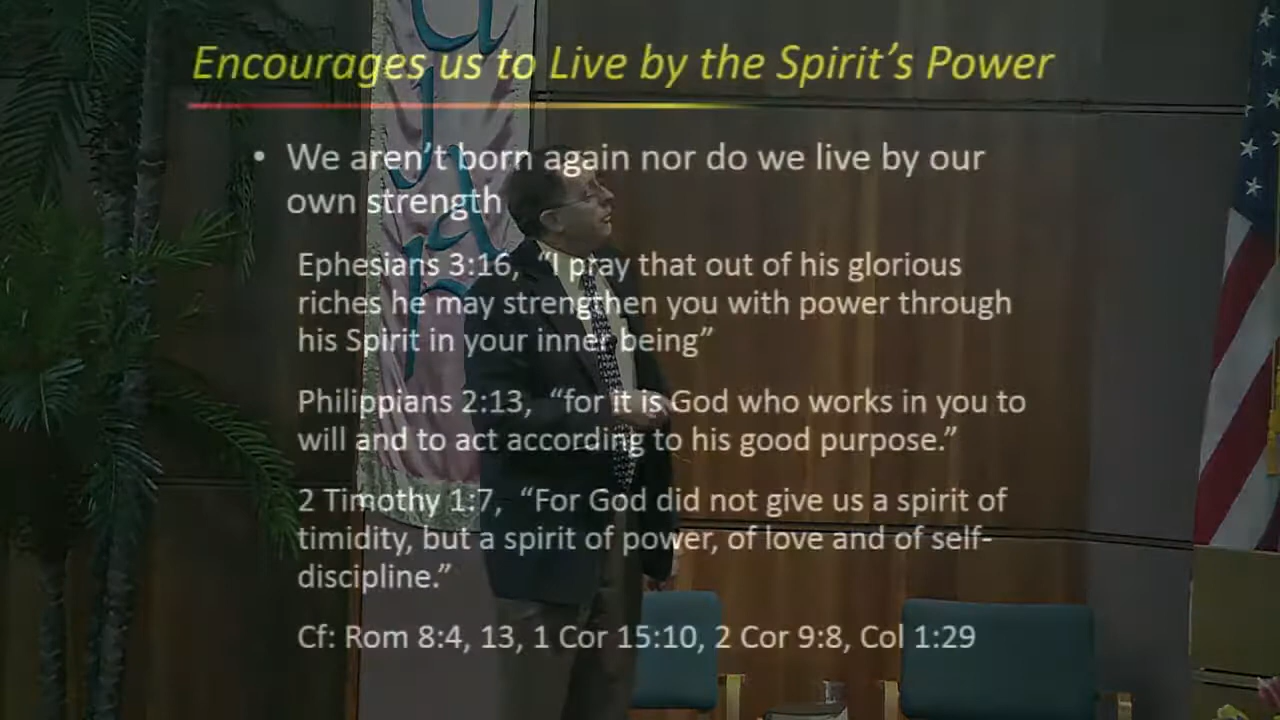 Encourages us to Live by the Spirit's Power
• We aren't born again nor do we live by our
own strength
Ephesians 3:16, "I pray that out of his glorious
riches he may strengthen you with power through
his Spirit in your inner being"
Philippians 2:13, "for it is God who works in you to
will and to act according to his good purpose."
2 Timothy 1:7, "For God did not give us a spirit of
timidity, but a spirit of power, of love and of self-
discipline."
Cf: Rom 8:4, 13, 1 Cor 15:10, 2 Cor 9:8, Col 1:29